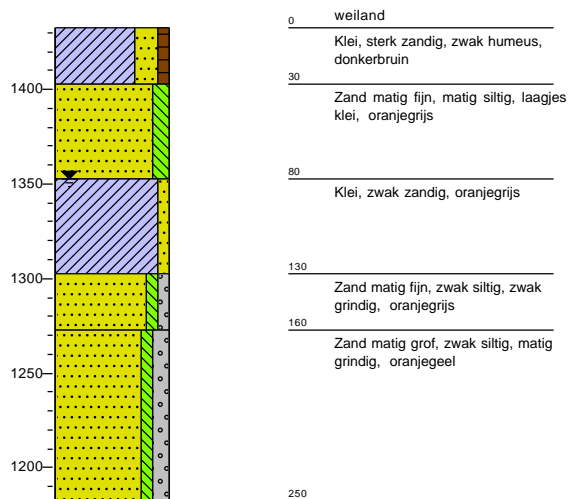 0
weiland
Klei, sterk zandig, zwak humeus,
donkerbruin
1400
30
Zand matig fijn, matig siltig, laagjes
klei, oranjegrijs
1350
80
Klei, zwak zandig, oranjegrijs
1300
130
Zand matig fijn, zwak siltig, zwak
grindig, oranjegrijs
160
Zand matig grof, zwak siltig, matig
grindig, oranjegeel
1250
1200
250